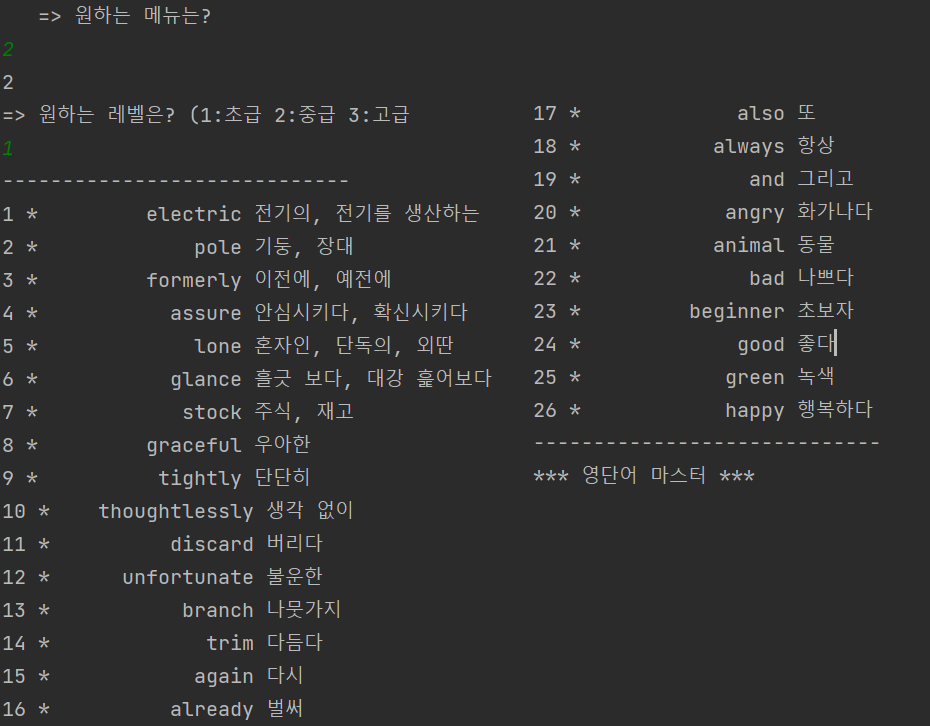 => 원하는 메뉴는?
2
2
=> 원하는 레벨은? (1:초급 2:중급 3:고급
1
-----------------------------
1 * electric 전기의, 전기를 생산하는
2 * pole 기둥, 장대
3 * formerly 이전에, 예전에
4 * assure 안심시키다, 확신시키다
5 * lone 혼자인, 단독의, 외딴
6 * glance 흘긋 보다, 대강 훑어보다
7 * stock 주식, 재고
8 * graceful 우아한
9 * tightly 단단히
10 * thoughtlessly 생각 없이
11 * discard 버리다
12 * unfortunate 불운한
13 * branch 나뭇가지
14 * trim 다듬다
15 * again 다시
16 * already 벌써
17 * also 또
18 * always 항상
19 * and 그리고
20 * angry 화가나다
21 * animal 동물
22 * bad 나쁘다
23 * beginner 초보자
24 * good 좋다
25 * green 녹색
26 * happy 행복하다
-----------------------------
*** 영단어 마스터 ***